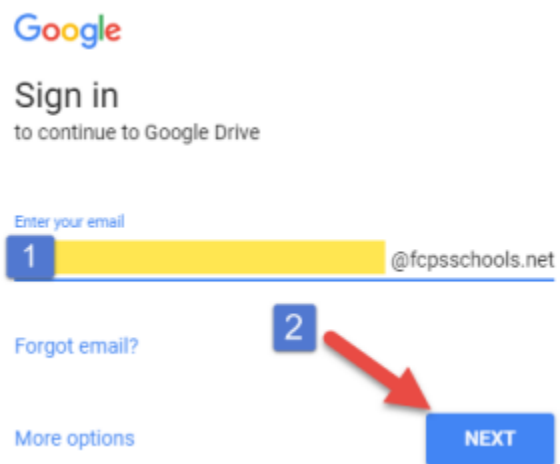 Google
Sign in
to continue to Google Drive
Enter your email
1 @fcpsschools.net
2
Forgot email?
More options NEXT